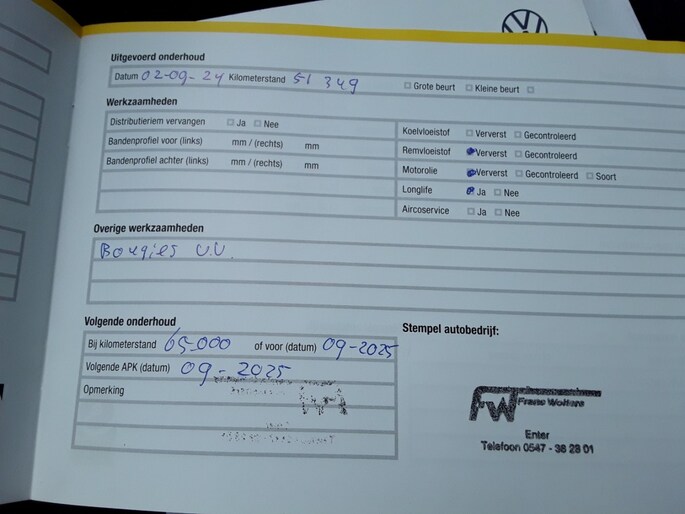 Uitgevoerd onderhoud
Datum 02-09-24 Kilometerstand 51 349 Grote beurt Kleine beurt
Werkzaamheden
Distributieriem vervangen Ja Nee
Bandenprofiel voor (links) mm / (rechts) mm
Bandenprofiel achter (links) mm / (rechts) mm
Koelvloeistof Ververst Gecontroleerd
Remvloeistof Ververst Gecontroleerd
Motorolie Ververst Gecontroleerd Soort
Longlife Ja Nee
Aircoservice Ja Nee
Overige werkzaamheden
Bougies V.V.
Volgende onderhoud
Bij kilometerstand 65.000 of voor (datum) 09-2025
Volgende APK (datum) 09-2025
Opmerking
Stempel autobedrijf:
FW Frans Wolters
Enter
Telefoon 0547 - 38 28 01